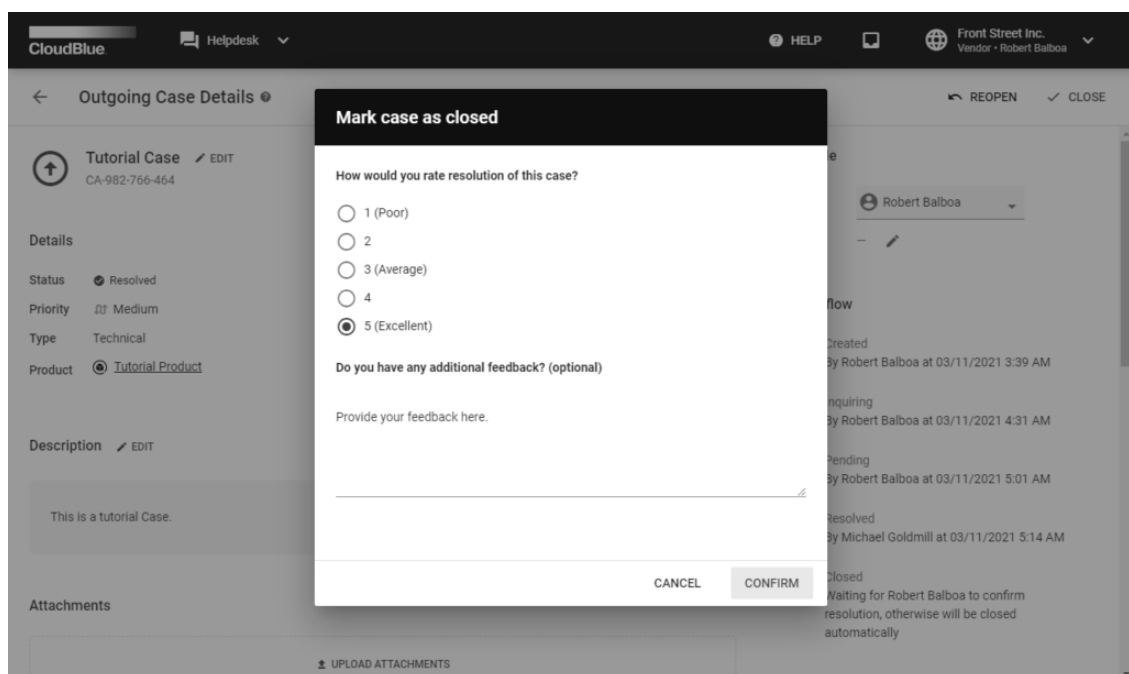 CloudBlue
Helpdesk
HELP
Front Street Inc.
Vendor • Robert Balboa
Outgoing Case Details
REOPEN
CLOSE
Tutorial Case
EDIT
CA-982-766-464
Details
Status Resolved
Priority Medium
Type Technical
Product Tutorial Product
Description EDIT
This is a tutorial Case.
Attachments
UPLOAD ATTACHMENTS
Mark case as closed
How would you rate resolution of this case?
1 (Poor)
2
3 (Average)
4
5 (Excellent)
Do you have any additional feedback? (optional)
Provide your feedback here.
CANCEL
CONFIRM
Robert Balboa
–
By Robert Balboa at 03/11/2021 3:39 AM
By Robert Balboa at 03/11/2021 4:31 AM
By Robert Balboa at 03/11/2021 5:01 AM
Resolved
By Michael Goldmill at 03/11/2021 5:14 AM
Closed
Waiting for Robert Balboa to confirm
resolution, otherwise will be closed
automatically